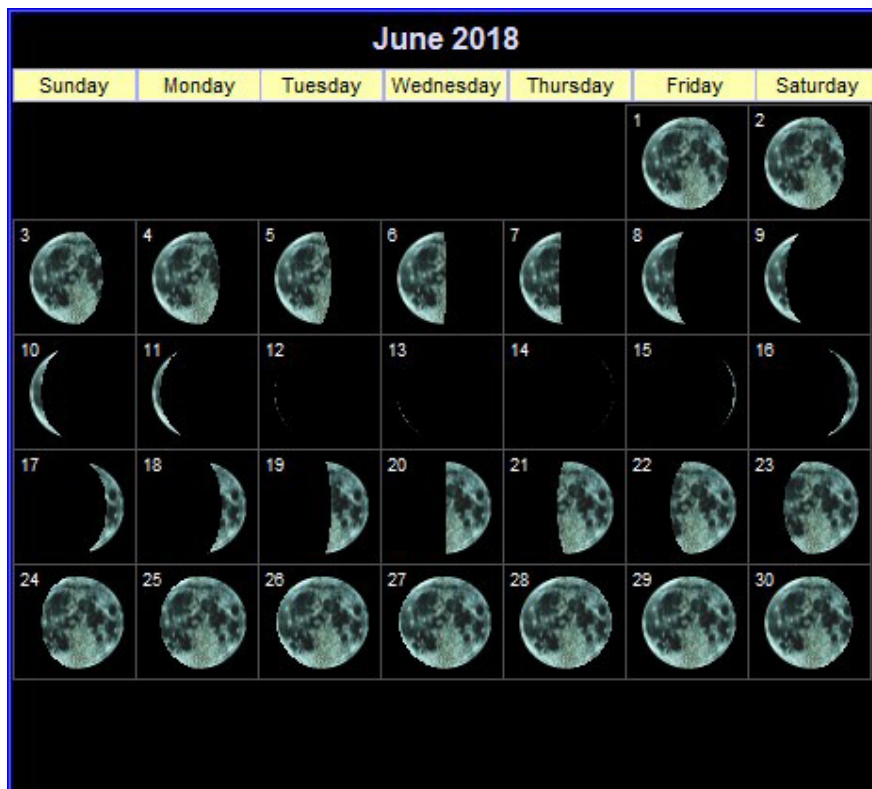 June 2018
Sunday Monday Tuesday Wednesday Thursday Friday Saturday
1 2
3 4 5 6 7 8 9
10 11 12 13 14 15 16
17 18 19 20 21 22 23
24 25 26 27 28 29 30